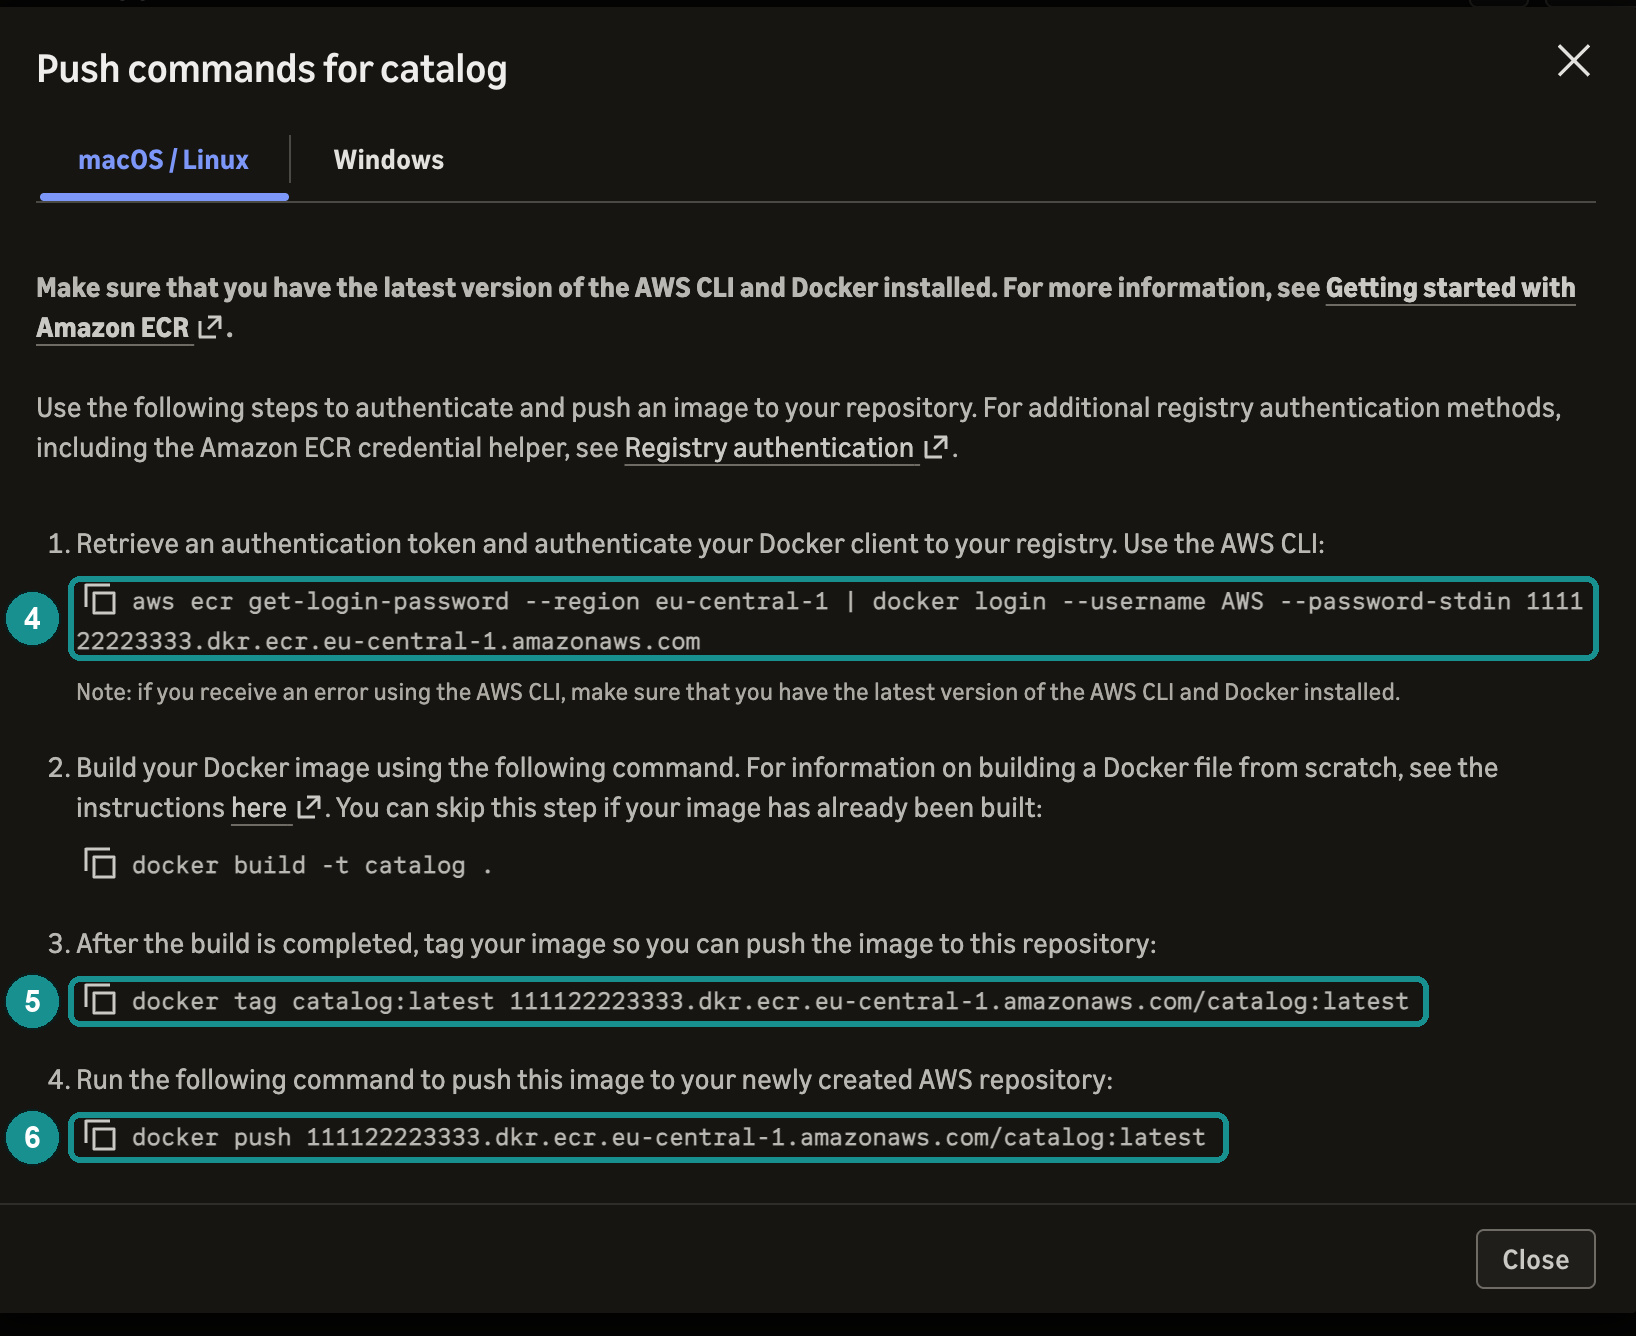 Push commands for catalog
macOS / Linux
Windows
Make sure that you have the latest version of the AWS CLI and Docker installed. For more information, see Getting started with
Amazon ECR .
Use the following steps to authenticate and push an image to your repository. For additional registry authentication methods,
including the Amazon ECR credential helper, see Registry authentication .
1. Retrieve an authentication token and authenticate your Docker client to your registry. Use the AWS CLI:
4
aws ecr get-login-password --region eu-central-1 | docker login --username AWS --password-stdin 1111
22223333.dkr.ecr.eu-central-1.amazonaws.com
Note: if you receive an error using the AWS CLI, make sure that you have the latest version of the AWS CLI and Docker installed.
2. Build your Docker image using the following command. For information on building a Docker file from scratch, see the
instructions here . You can skip this step if your image has already been built:
docker build -t catalog .
3. After the build is completed, tag your image so you can push the image to this repository:
5
docker tag catalog:latest 111122223333.dkr.ecr.eu-central-1.amazonaws.com/catalog:latest
4. Run the following command to push this image to your newly created AWS repository:
6
docker push 111122223333.dkr.ecr.eu-central-1.amazonaws.com/catalog:latest
Close